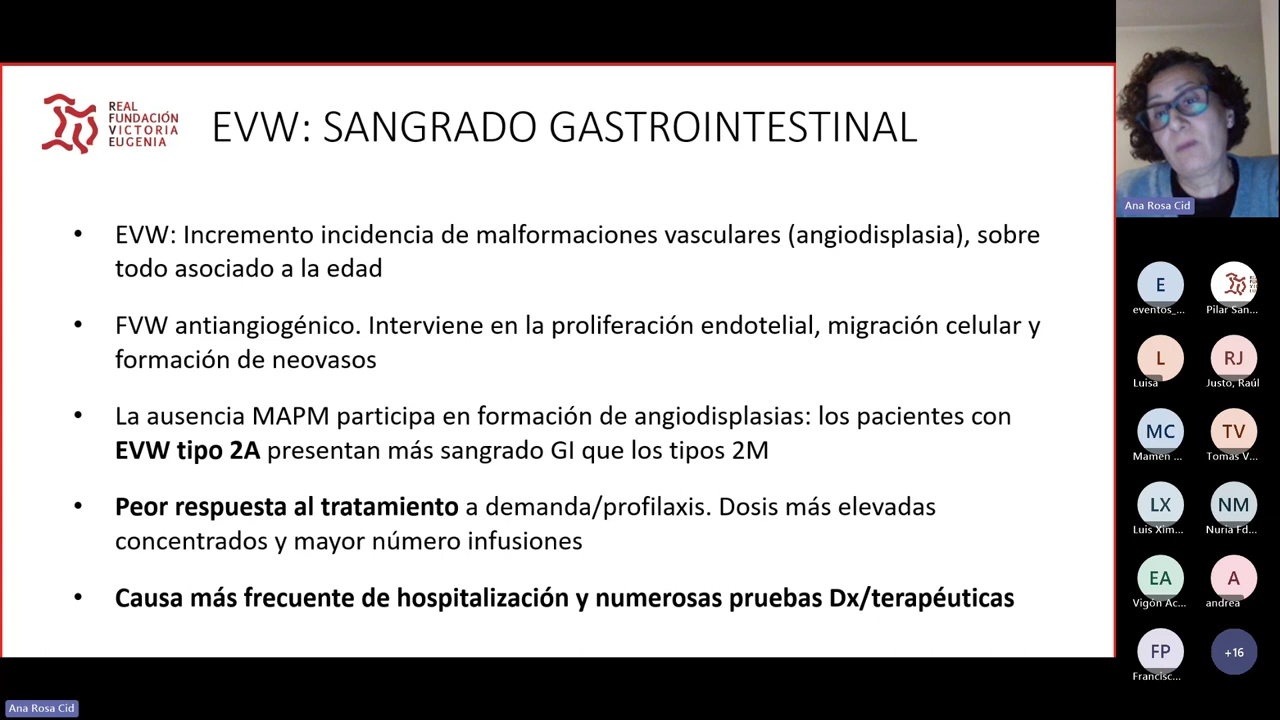 REAL
FUNDACIÓN
VICTORIA
EUGENIA
EVW: SANGRADO GASTROINTESTINAL
• EVW: Incremento incidencia de malformaciones vasculares (angiodisplasia), sobre
todo asociado a la edad
• FVW antiangiogénico. Interviene en la proliferación endotelial, migración celular y
formación de neovasos
• La ausencia MAPM participa en formación de angiodisplasias: los pacientes con
EVW tipo 2A presentan más sangrado GI que los tipos 2M
• Peor respuesta al tratamiento a demanda/profilaxis. Dosis más elevadas
concentrados y mayor número infusiones
• Causa más frecuente de hospitalización y numerosas pruebas Dx/terapéuticas
Ana Rosa Cid
E
eventos_...
Pilar San...
L
Luisa
RJ
Justo, Raúl
MC
Mamen ...
TV
Tomas V...
LX
Luis Xim...
NM
Nuria Fd...
EA
Vigón Ac...
A
andrea
FP
Francisc...
+16
Ana Rosa Cid